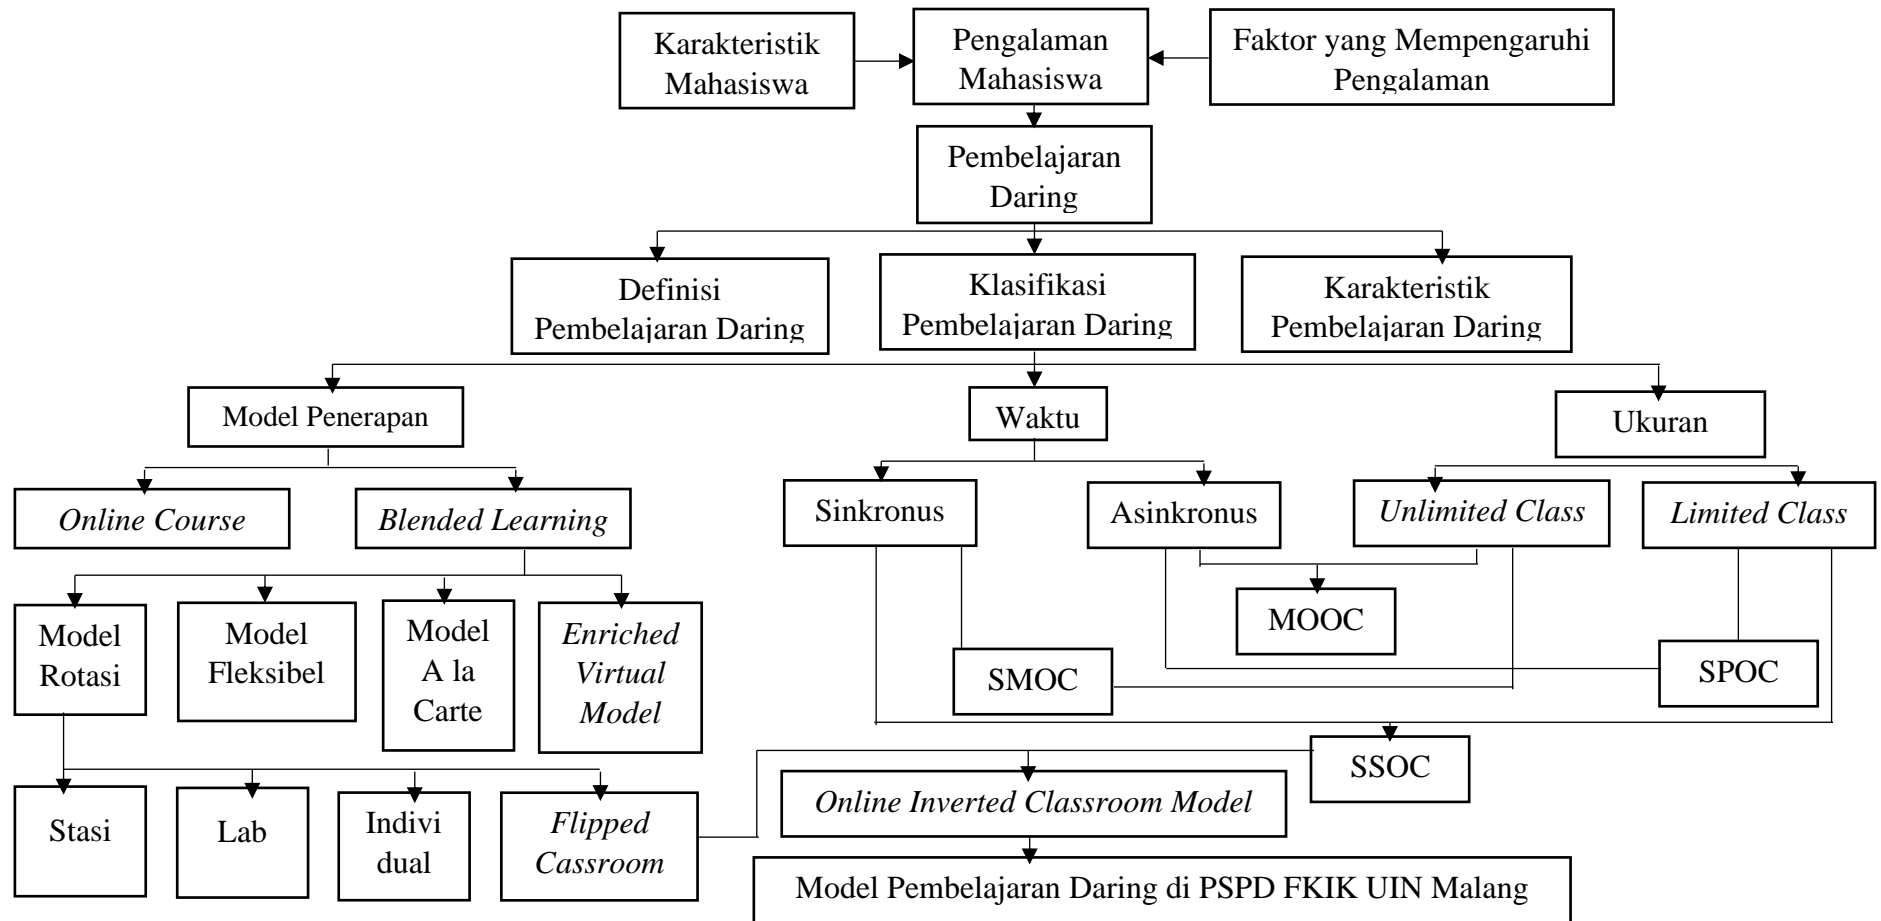 Karakteristik
Mahasiswa
Pengalaman
Mahasiswa
Faktor yang Mempengaruhi
Pengalaman
Pembelajaran
Daring
Definisi
Pembelajaran Daring
Klasifikasi
Pembelajaran Daring
Karakteristik
Pembelajaran Daring
Model Penerapan
Waktu
Ukuran
Online Course
Blended Learning
Sinkronus
Asinkronus
Unlimited Class
Limited Class
Model
Rotasi
Model
Fleksibel
Model
A la
Carte
Enriched
Virtual
Model
MOOC
SMOC
SPOC
SSOC
Stasi
Lab
Indivi
dual
Flipped
Cassroom
Online Inverted Classroom Model
Model Pembelajaran Daring di PSPD FKIK UIN Malang